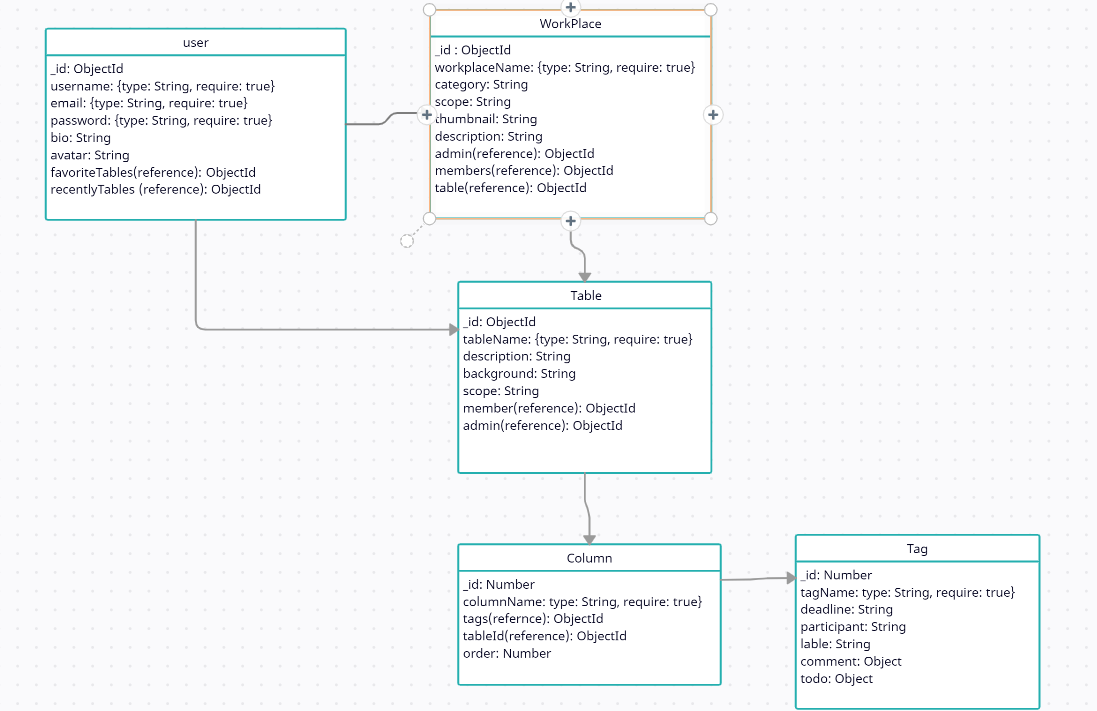 user
_id: ObjectId
username: {type: String, require: true}
email: {type: String, require: true}
password: {type: String, require: true}
bio: String
avatar: String
favoriteTables(reference): ObjectId
recentlyTables (reference): ObjectId
WorkPlace
_id : ObjectId
workplaceName: {type: String, require: true}
category: String
scope: String
thumbnail: String
description: String
admin(reference): ObjectId
members(reference): ObjectId
table(reference): ObjectId
Table
_id: ObjectId
tableName: {type: String, require: true}
description: String
background: String
scope: String
member(reference): ObjectId
admin(reference): ObjectId
Column
_id: Number
columnName: type: String, require: true}
tags(refernce): ObjectId
tableId(reference): ObjectId
order: Number
Tag
_id: Number
tagName: type: String, require: true}
deadline: String
participant: String
lable: String
comment: Object
todo: Object